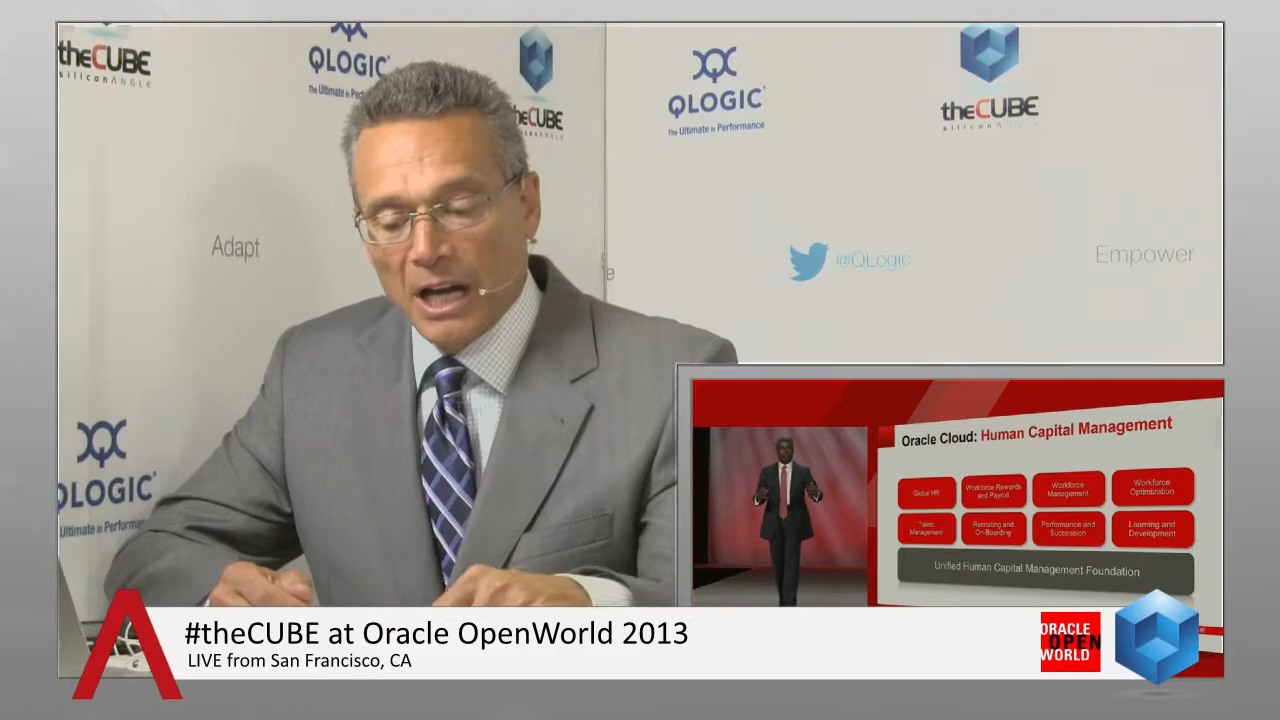 theCUBE
siliconANGLE
QLOGIC
The Ultimate in Perfor
theCUBE
QLOGIC
The Ultimate in Performance
theCUBE
siliconANGLE
Adapt
@QLogic
Empower
QLOGIC
Ultimate in Performance
Oracle Cloud: Human Capital Management
Global HR
Workforce Rewards
and Payroll
Workforce
Management
Workforce
Optimization
Talent
Management
Recruiting and
On-Boarding
Performance and
Succession
Learning and
Development
Unified Human Capital Management Foundation
#theCUBE at Oracle OpenWorld 2013
LIVE from San Francisco, CA
ORACLE
OPEN
WORLD